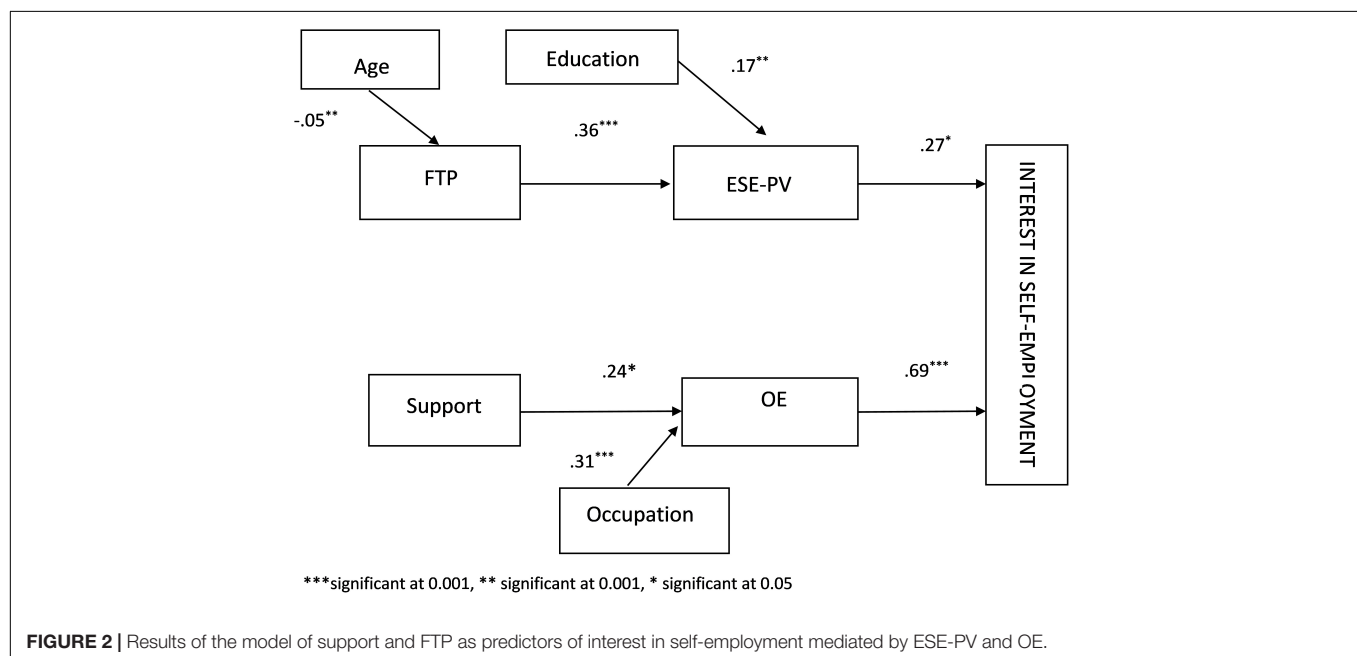 Age
Education
.17**
-.05**
.36***
.27*
FTP
ESE-PV
INTEREST IN SELF-EMPLOYMENT
.24*
.69***
Support
OE
.31***
Occupation
***significant at 0.001, ** significant at 0.001, * significant at 0.05
FIGURE 2 | Results of the model of support and FTP as predictors of interest in self-employment mediated by ESE-PV and OE.